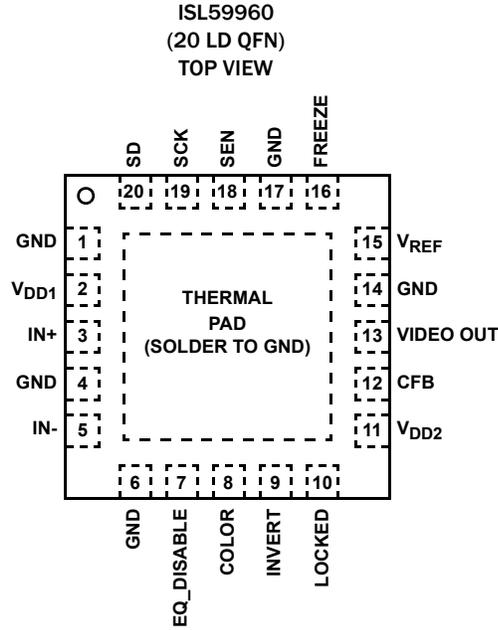 ISL59960
(20 LD QFN)
TOP VIEW
SD
SCK
SEN
GND
FREEZE
20
19
18
17
16
GND 1
VDD1 2
IN+ 3
GND 4
IN- 5
THERMAL
PAD
(SOLDER TO GND)
15 VREF
14 GND
13 VIDEO OUT
12 CFB
11 VDD2
6
7
8
9
10
GND
EQ_DISABLE
COLOR
INVERT
LOCKED